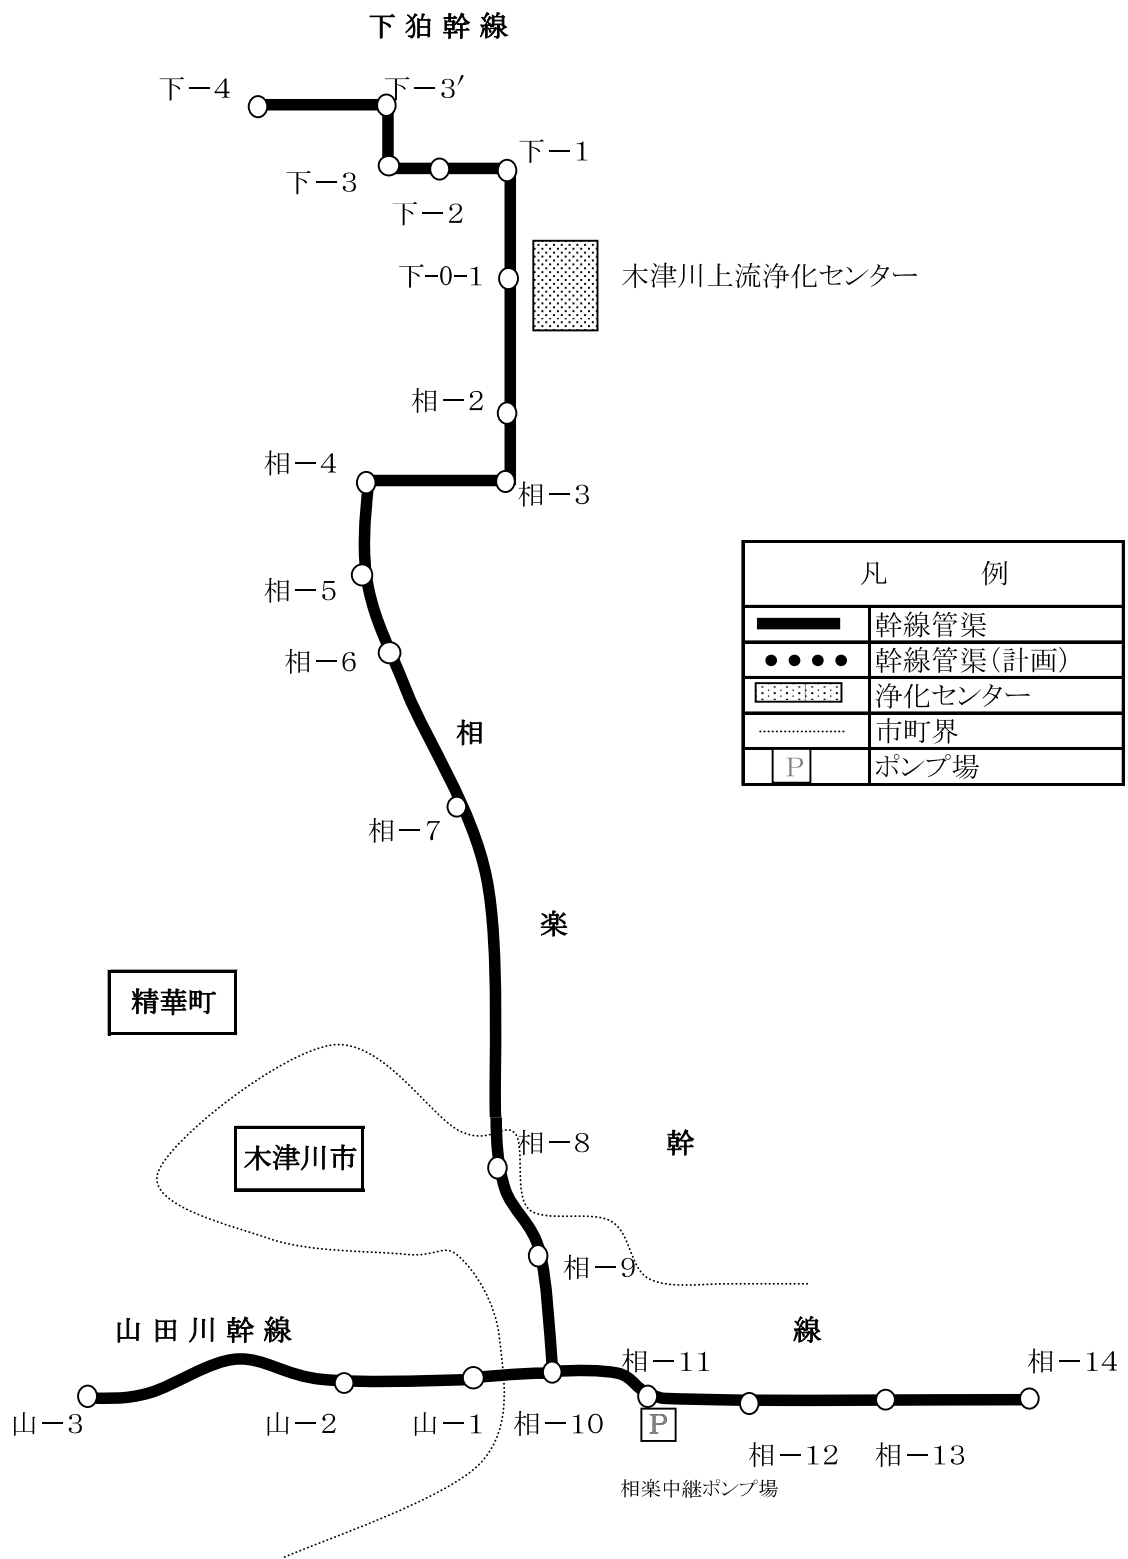 下狛幹線
下－4
下－3′
下－1
下－3
下－2
下-0-1
木津川上流浄化センター
相－2
相－4
相－3
凡 例
幹線管渠
幹線管渠（計画）
浄化センター
市町界
P
ポンプ場
相－5
相－6
相
相－7
楽
精華町
相－8
幹
木津川市
相－9
山田川幹線
線
相－11
相－14
山－3
山－2
山－1
相－10
P
相－12
相－13
相楽中継ポンプ場